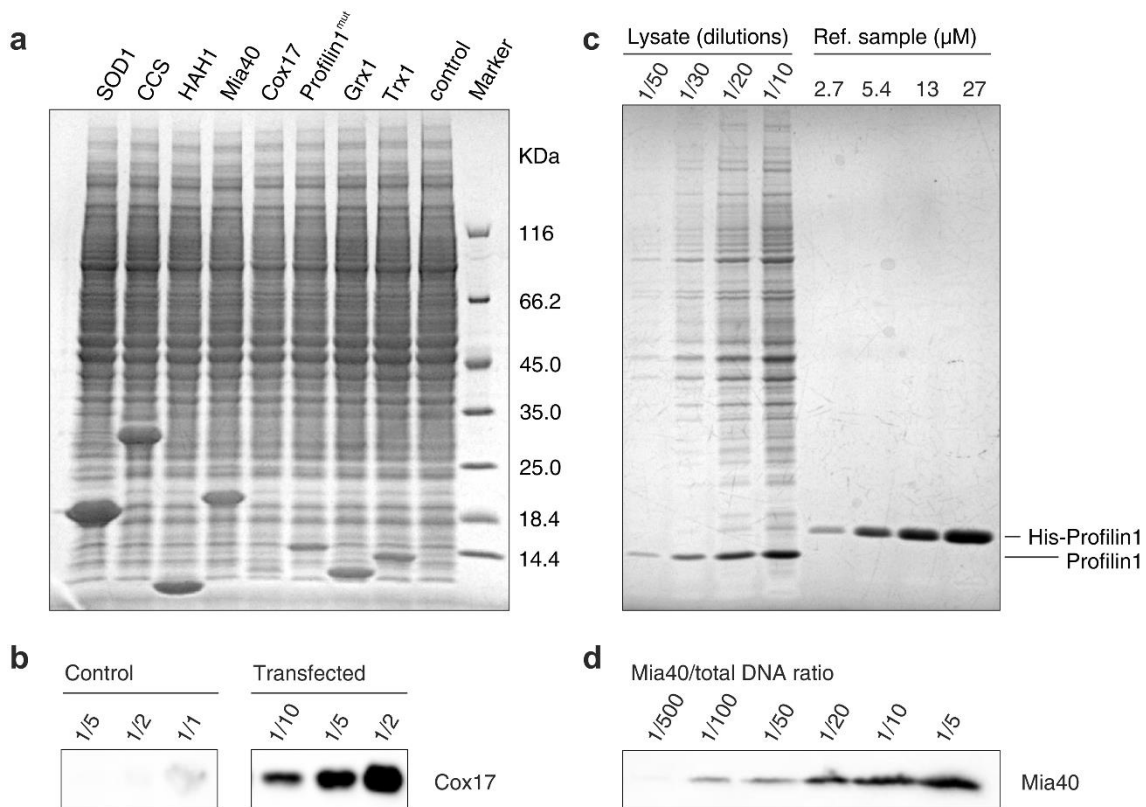 a
SOD1
CCS
HAH1
Mia40
Cox17
Profilin1mut
Grx1
Trx1
control
Marker
KDa
116
66.2
45.0
35.0
25.0
18.4
14.4
b
Control Transfected
1/5 1/2 1/1 1/10 1/5 1/2
Cox17
c
Lysate (dilutions) Ref. sample (µM)
1/50 1/30 1/20 1/10 2.7 5.4 13 27
His-Profilin1
Profilin1
d
Mia40/total DNA ratio
1/500 1/100 1/50 1/20 1/10 1/5
Mia40